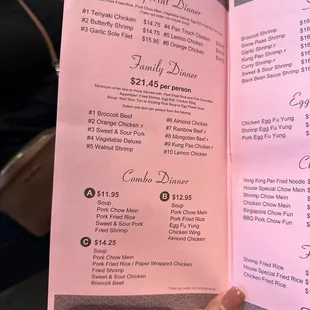 Dinner
#1 Teriyaki Chicken $14.75
#2 Butterfly Shrimp $14.75
#3 Garlic Sole Filet $15.95
#4 Pan Touch Chicken
#5 Lemon Chicken
#6 Orange Chicken
Family Dinner
$21.45 per person
#1 Broccoli Beef
#2 Orange Chicken
#3 Sweet & Sour Pork
#4 Vegetable Deluxe
#5 Walnut Shrimp
#6 Almond Chicken
#7 Rainbow Beef
#8 Mongolian Beef
#9 Kung Pao Chicken
#10 Lemon Chicken
Combo Dinner
A $11.95
Soup
Pork Chow Mein
Pork Fried Rice
Sweet & Sour Pork
Fried Shrimp
B $12.95
Soup
Pork Chow Mein
Pork Fried Rice
Egg Fu Yung
Chicken Wing
Almond Chicken
C $14.25
Soup
Pork Chow Mein
Pork Fried Rice / Paper Wrapped Chicken
Fried Shrimp
Sweet & Sour Chicken
Broccoli Beef
Broccoli Shrimp
Snow Peas Shrimp
Garlic Shrimp
Kung Pao Shrimp
Curry Shrimp
Sweet & Sour Shrimp
Black Bean Sauce Shrimp
Egg
Chicken Egg Fu Yung
Shrimp Egg Fu Yung
Pork Egg Fu Yung
Hong Kong Pan Fried Noodle
House Special Chow Mein
Shrimp Chow Mein
Chicken Chow Mein
Singapore Chow Fun
BBQ Pork Chow Fun
Shrimp Fried Rice
House Special Fried Rice
Chicken Fried Rice